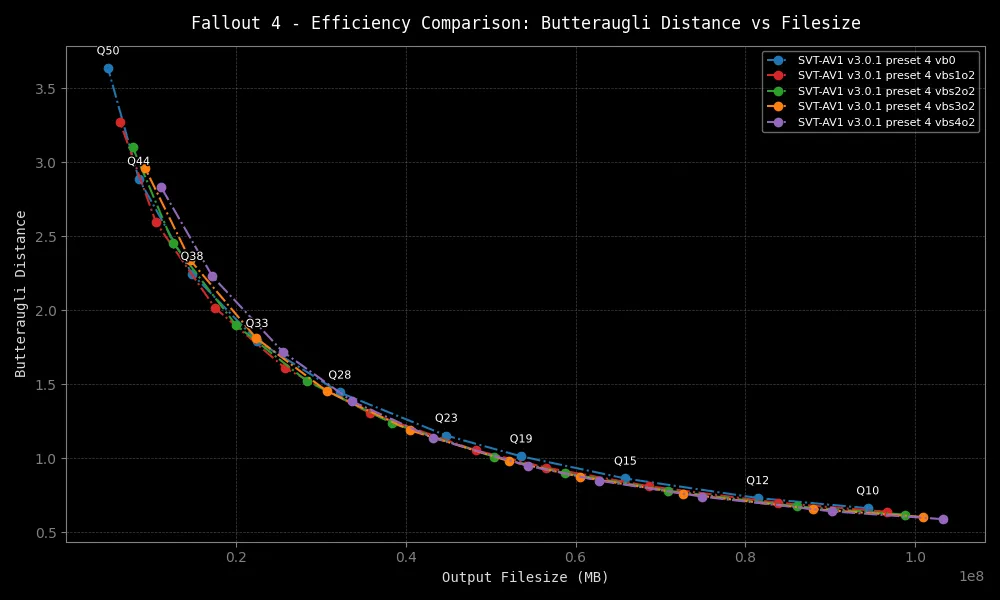 Fallout 4 - Efficiency Comparison: Butteraugli Distance vs Filesize
SVT-AV1 v3.0.1 preset 4 vb0
SVT-AV1 v3.0.1 preset 4 vbs1o2
SVT-AV1 v3.0.1 preset 4 vbs2o2
SVT-AV1 v3.0.1 preset 4 vbs3o2
SVT-AV1 v3.0.1 preset 4 vbs4o2
Q50
Q44
Q38
Q33
Q28
Q23
Q19
Q15
Q12
Q10
Butteraugli Distance
3.5
3.0
2.5
2.0
1.5
1.0
0.5
0.2
0.4
0.6
0.8
1.0
1e8
Output Filesize (MB)